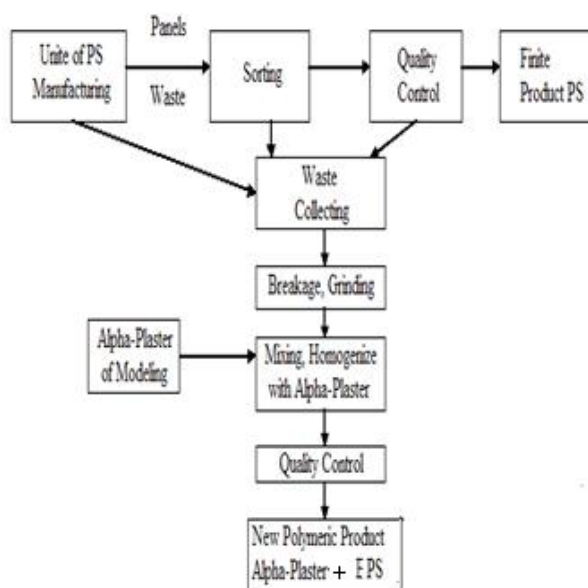 Panels
Unite of PS
Manufacturing
Waste
Sorting
Quality
Control
Finite
Product PS
Waste
Collecting
Breakage, Grinding
Alpha-Plaster
of Modeling
Mixing, Homogenize
with Alpha-Plaster
Quality Control
New Polymeric Product
Alpha-Plaster + EPS